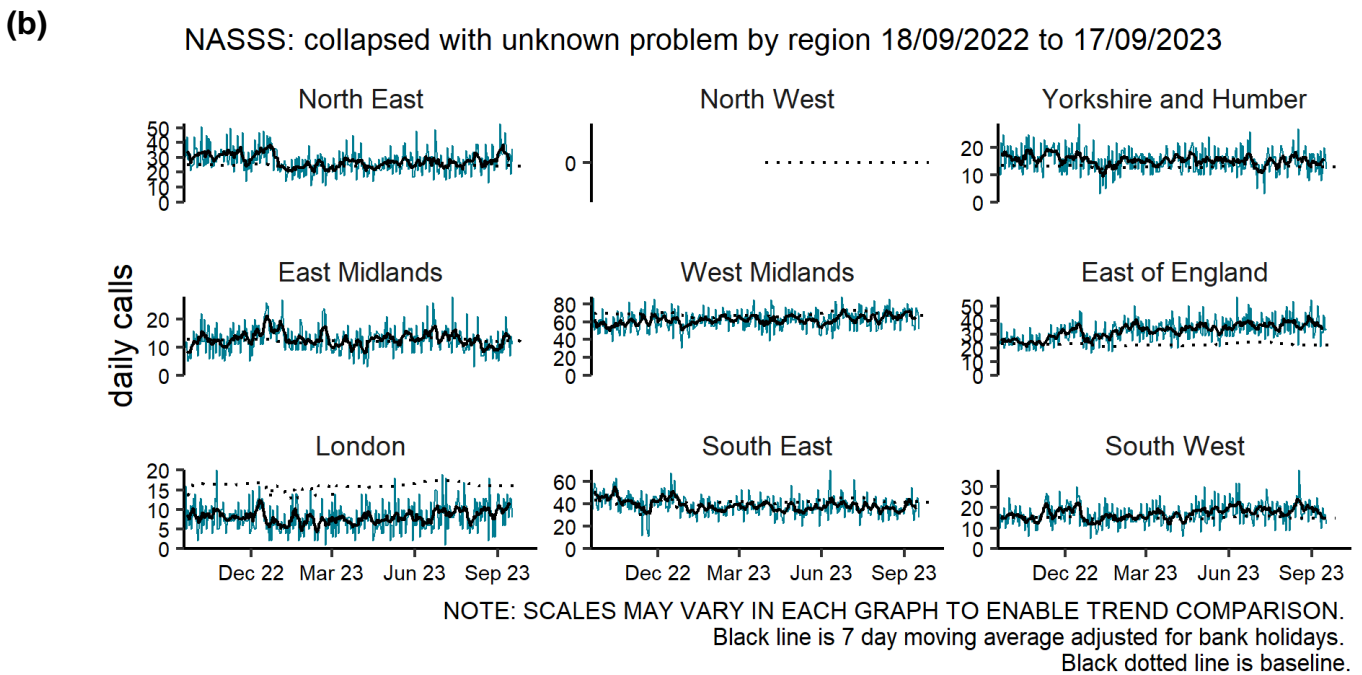 (b)
NASSS: collapsed with unknown problem by region 18/09/2022 to 17/09/2023
North East
North West
Yorkshire and Humber
50
40
30
20
10
0
0
20
10
0
East Midlands
West Midlands
East of England
daily calls
20
10
0
80
60
40
20
0
50
40
30
20
10
0
London
South East
South West
20
15
10
5
0
60
40
20
0
30
20
10
0
Dec 22 Mar 23 Jun 23 Sep 23
Dec 22 Mar 23 Jun 23 Sep 23
Dec 22 Mar 23 Jun 23 Sep 23
NOTE: SCALES MAY VARY IN EACH GRAPH TO ENABLE TREND COMPARISON.
Black line is 7 day moving average adjusted for bank holidays.
Black dotted line is baseline.